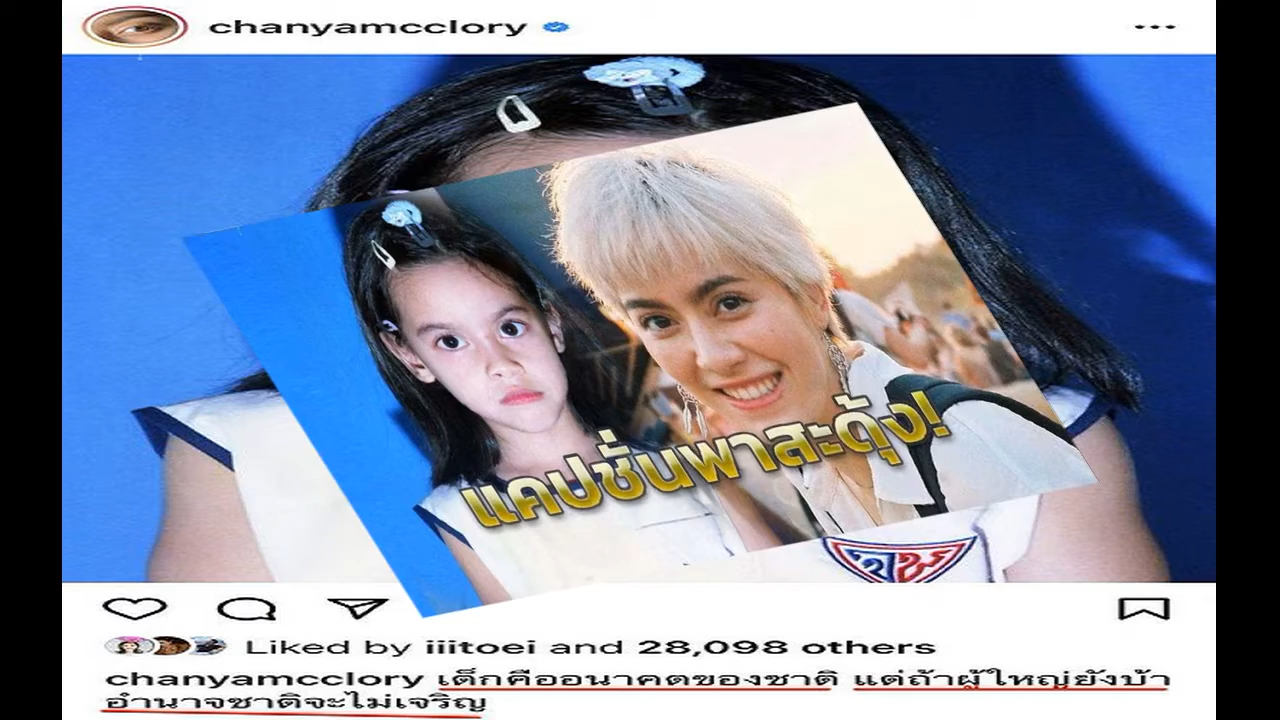 chanyamcclory
แคปชั่นพาสะดุ้ง!
Liked by iiitoei and 28,098 others
chanyamcclory เด็กคืออนาคตของชาติ แต่ถ้าผู้ใหญ่ยังบ้า
อำนาจชาติจะไม่เจริญ